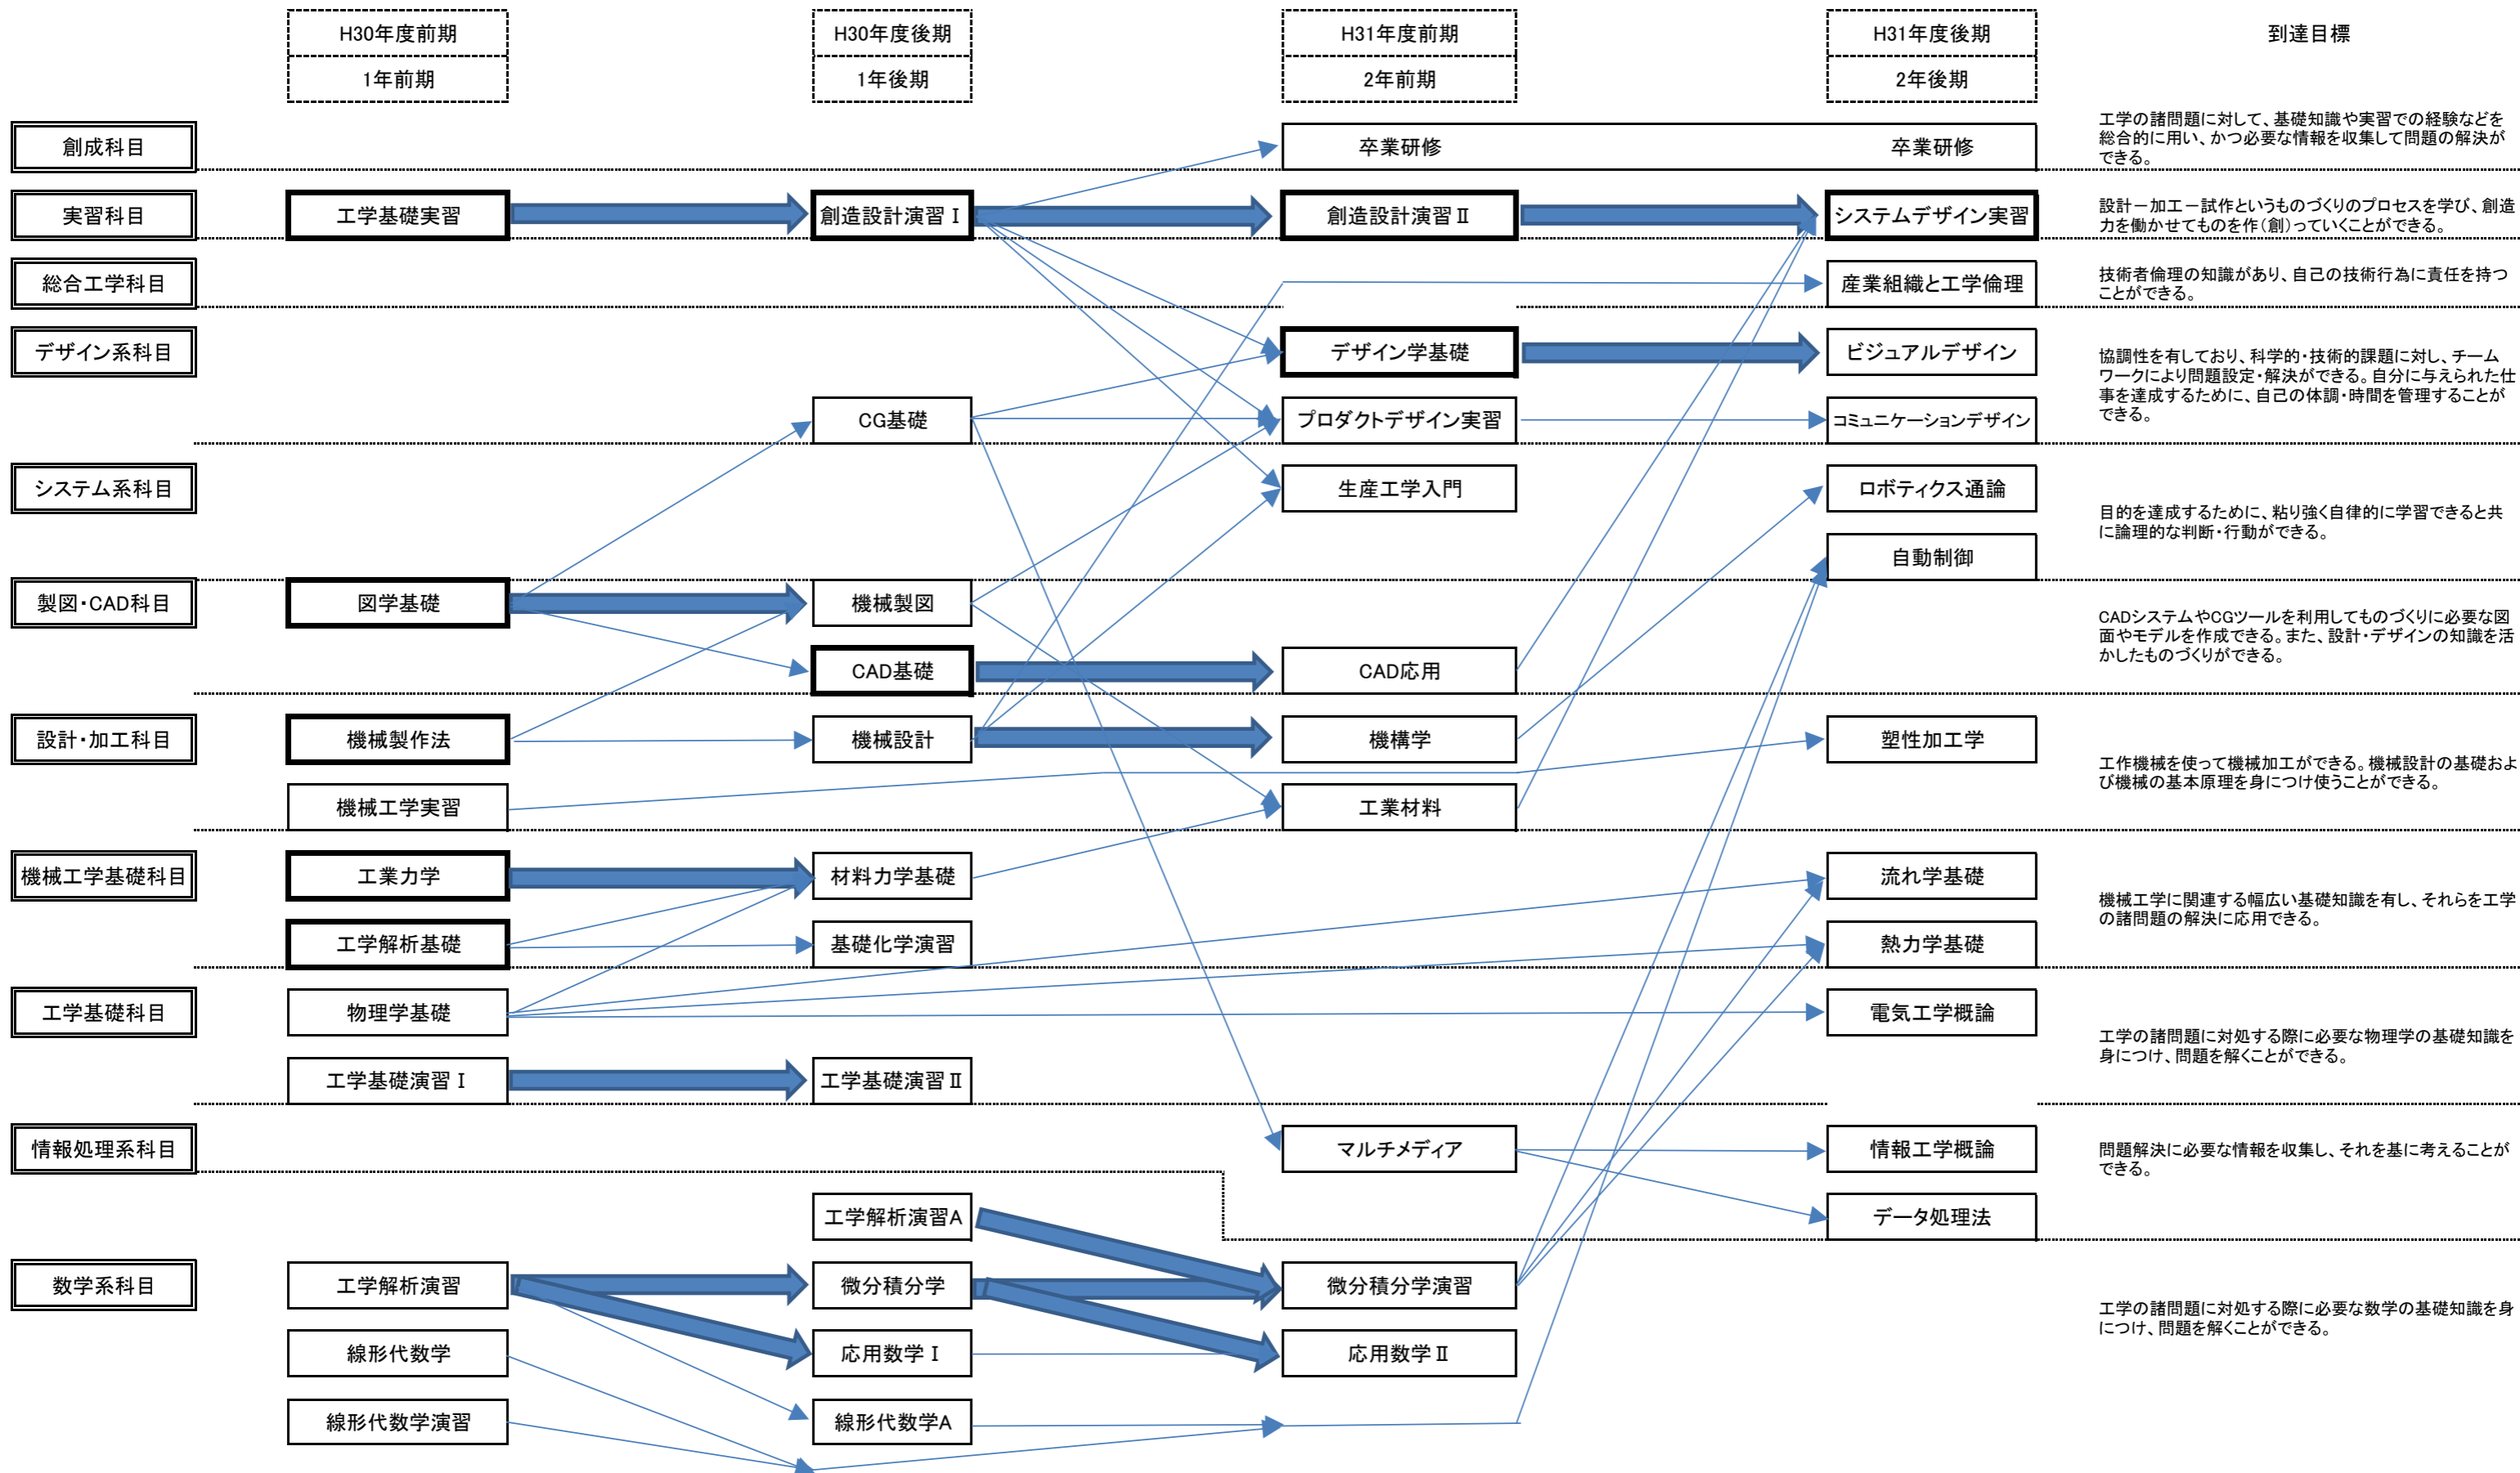 H30年度前期
H30年度後期
H31年度前期
H31年度後期
到達目標
1年前期
1年後期
2年前期
2年後期
創成科目
卒業研修
卒業研修
工学の諸問題に対して、基礎知識や実習での経験などを
総合的に用い、かつ必要な情報を収集して問題の解決が
できる。
実習科目
工学基礎実習
創造設計演習Ⅰ
創造設計演習Ⅱ
システムデザイン実習
設計－加工－試作というものづくりのプロセスを学び、創造
力を働かせてものを作(創)っていくことができる。
総合工学科目
産業組織と工学倫理
技術者倫理の知識があり、自己の技術行為に責任を持つ
ことができる。
デザイン系科目
デザイン学基礎
ビジュアルデザイン
協調性を有しており、科学的・技術的課題に対し、チーム
ワークにより問題設定・解決ができる。自分に与えられた仕
事を達成するために、自己の体調・時間を管理することが
できる。
CG基礎
プロダクトデザイン実習
コミュニケーションデザイン
システム系科目
生産工学入門
ロボティクス通論
目的を達成するために、粘り強く自律的に学習できると共
に論理的な判断・行動ができる。
自動制御
製図・CAD科目
図学基礎
機械製図
CADシステムやCGツールを利用してものづくりに必要な図
面やモデルを作成できる。また、設計・デザインの知識を活
かしたものづくりができる。
CAD基礎
CAD応用
設計・加工科目
機械製作法
機械設計
機構学
塑性加工学
工作機械を使って機械加工ができる。機械設計の基礎およ
び機械の基本原理を身につけ使うことができる。
機械工学実習
工業材料
機械工学基礎科目
工業力学
材料力学基礎
流れ学基礎
機械工学に関連する幅広い基礎知識を有し、それらを工学
の諸問題の解決に応用できる。
工学解析基礎
基礎化学演習
熱力学基礎
工学基礎科目
物理学基礎
電気工学概論
工学の諸問題に対処する際に必要な物理学の基礎知識を
身につけ、問題を解くことができる。
工学基礎演習Ⅰ
工学基礎演習Ⅱ
情報処理系科目
マルチメディア
情報工学概論
問題解決に必要な情報を収集し、それを基に考えることが
できる。
工学解析演習A
データ処理法
数学系科目
工学解析演習
微分積分学
微分積分学演習
工学の諸問題に対処する際に必要な数学の基礎知識を身
につけ、問題を解くことができる。
線形代数学
応用数学Ⅰ
応用数学Ⅱ
線形代数学演習
線形代数学A